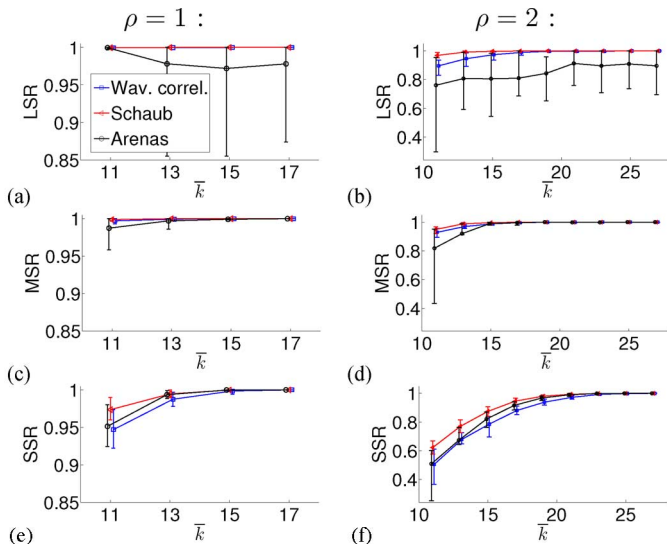 ρ = 1 :
ρ = 2 :
LSR
1
0.975
0.95
0.9
0.85
Wav. correl.
Schaub
Arenas
11 13 15 17
k̅
(a)
LSR
1
0.8
0.6
0.4
10 15 20 25
k̅
(b)
MSR
1
0.95
0.9
0.85
11 13 15 17
k̅
(c)
MSR
1
0.8
0.6
0.4
10 15 20 25
k̅
(d)
SSR
1
0.95
0.9
0.85
11 13 15 17
k̅
(e)
SSR
1
0.8
0.6
0.4
10 15 20 25
k̅
(f)